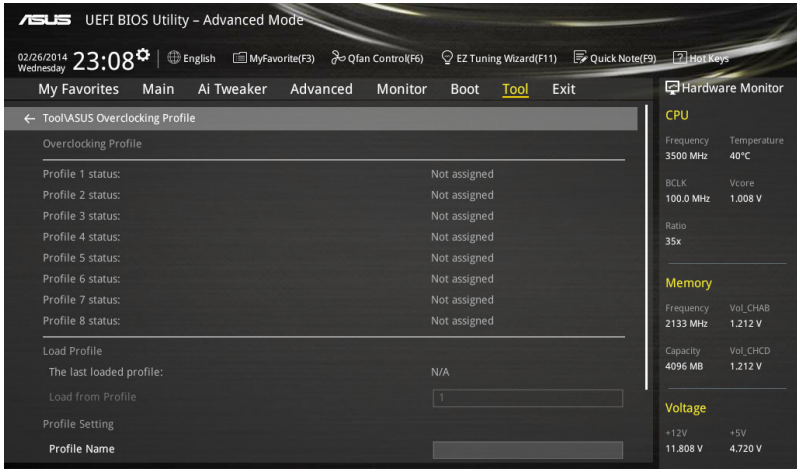 ASUS UEFI BIOS Utility – Advanced Mode
02/26/2014
Wednesday
23:08
English
MyFavorite(F3)
Qfan Control(F6)
EZ Tuning Wizard(F11)
Quick Note(F9)
? Hot Keys
My Favorites Main Ai Tweaker Advanced Monitor Boot Tool Exit
← Tool\ASUS Overclocking Profile
Overclocking Profile
Profile 1 status: Not assigned
Profile 2 status: Not assigned
Profile 3 status: Not assigned
Profile 4 status: Not assigned
Profile 5 status: Not assigned
Profile 6 status: Not assigned
Profile 7 status: Not assigned
Profile 8 status: Not assigned
Load Profile
The last loaded profile: N/A
Load from Profile 1
Profile Setting
Profile Name
Hardware Monitor
CPU
Frequency Temperature
3500 MHz 40°C
BCLK Vcore
100.0 MHz 1.008 V
Ratio
35x
Memory
Frequency Vol_CHAB
2133 MHz 1.212 V
Capacity Vol_CHCD
4096 MB 1.212 V
Voltage
+12V +5V
11.808 V 4.720 V